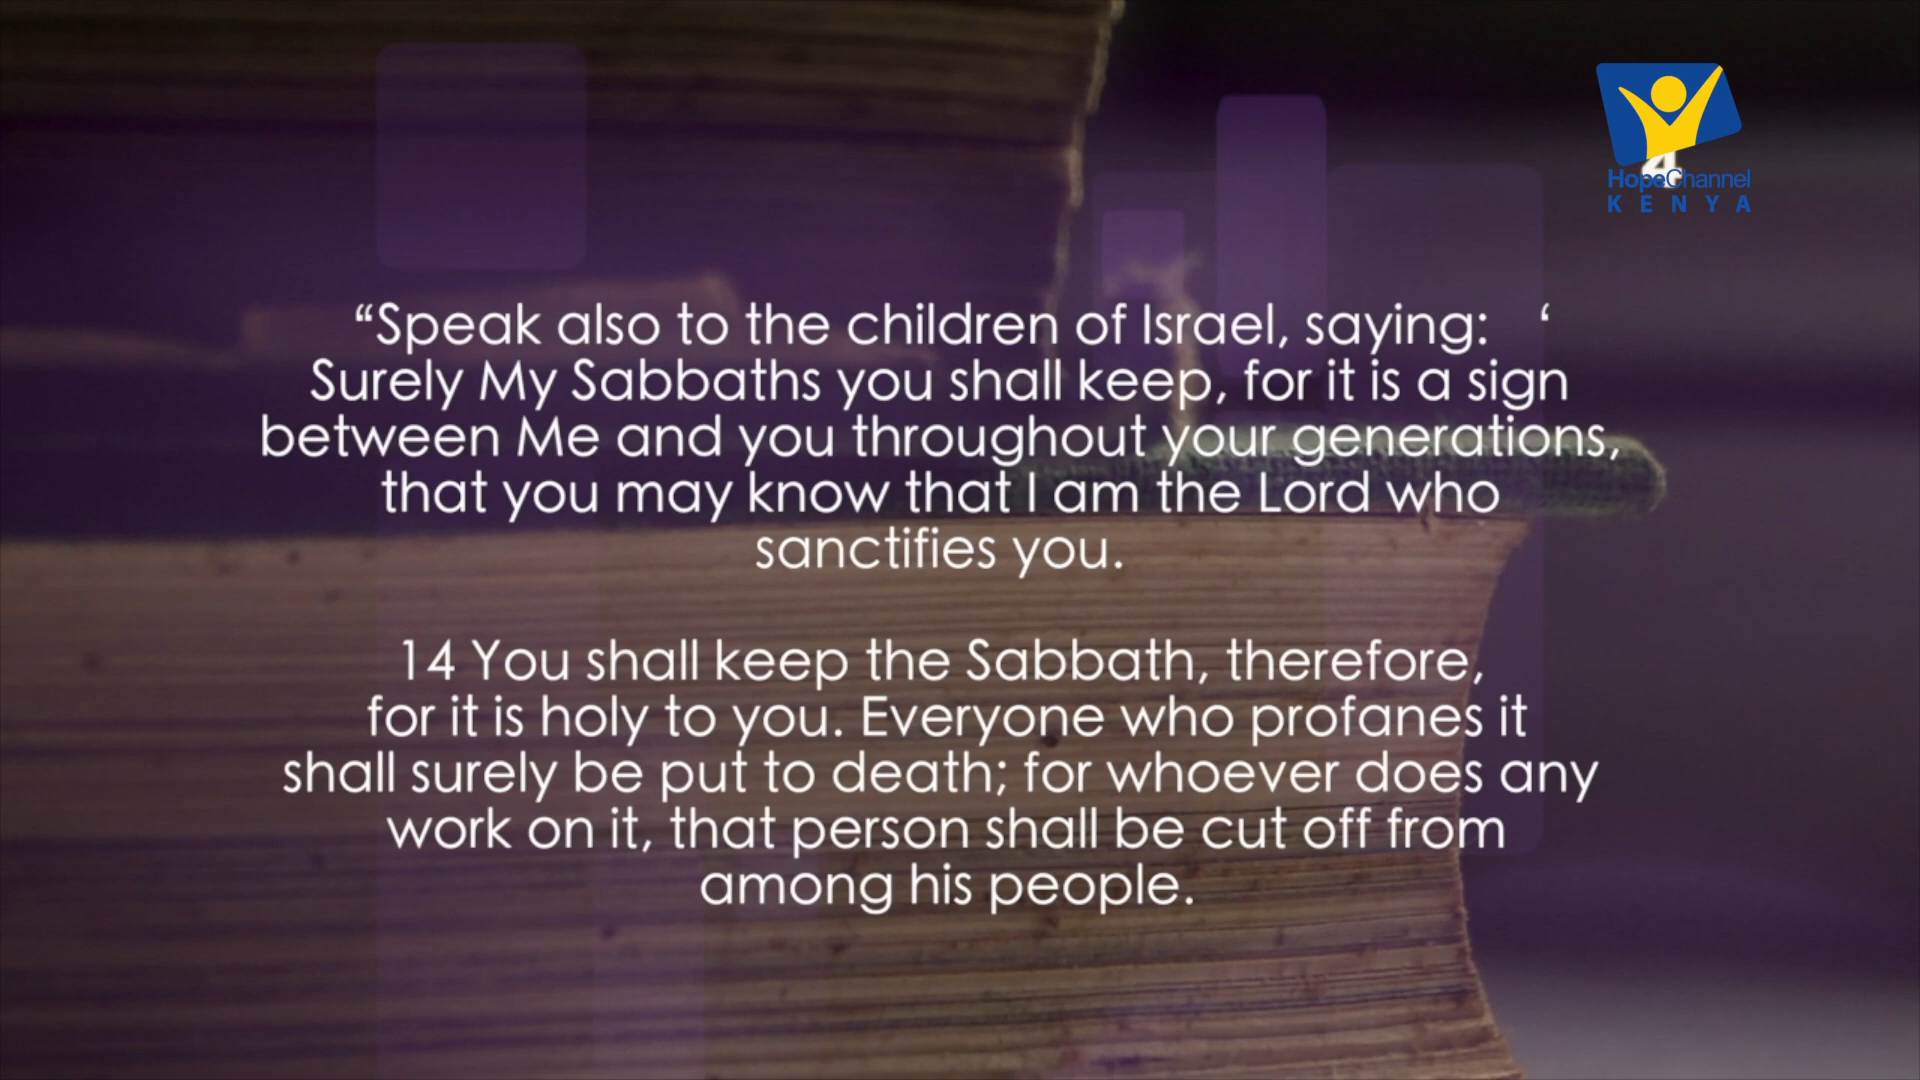 4
HopeChannel
KENYA
“Speak also to the children of Israel, saying: ‘
Surely My Sabbaths you shall keep, for it is a sign
between Me and you throughout your generations,
that you may know that I am the Lord who
sanctifies you.
14 You shall keep the Sabbath, therefore,
for it is holy to you. Everyone who profanes it
shall surely be put to death; for whoever does any
work on it, that person shall be cut off from
among his people.